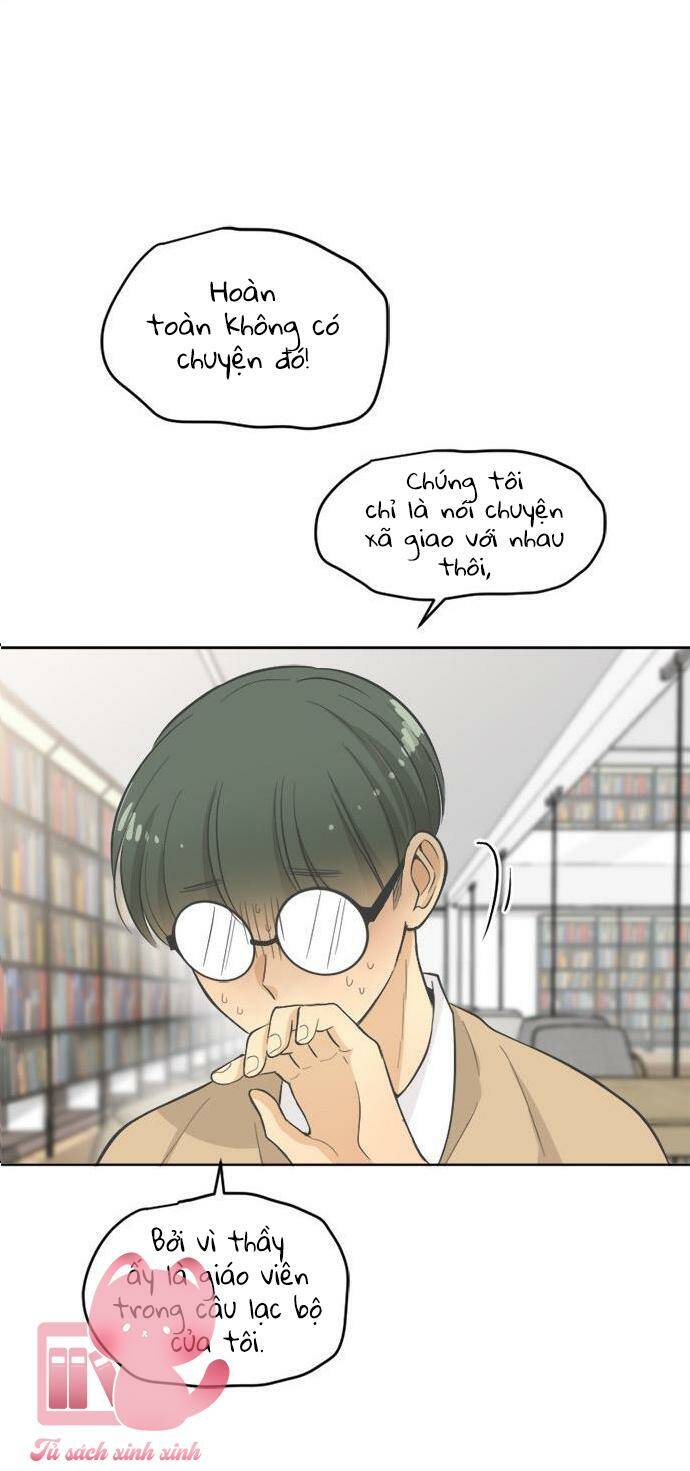 Hoàn
toàn không có
chuyện đó!
Chúng tôi
chỉ là nói chuyện
xã giao với nhau
thôi,
Bởi vì thầy
ấy là giáo viên
trong câu lạc bộ
của tôi.
Tủ sách xinh xinh